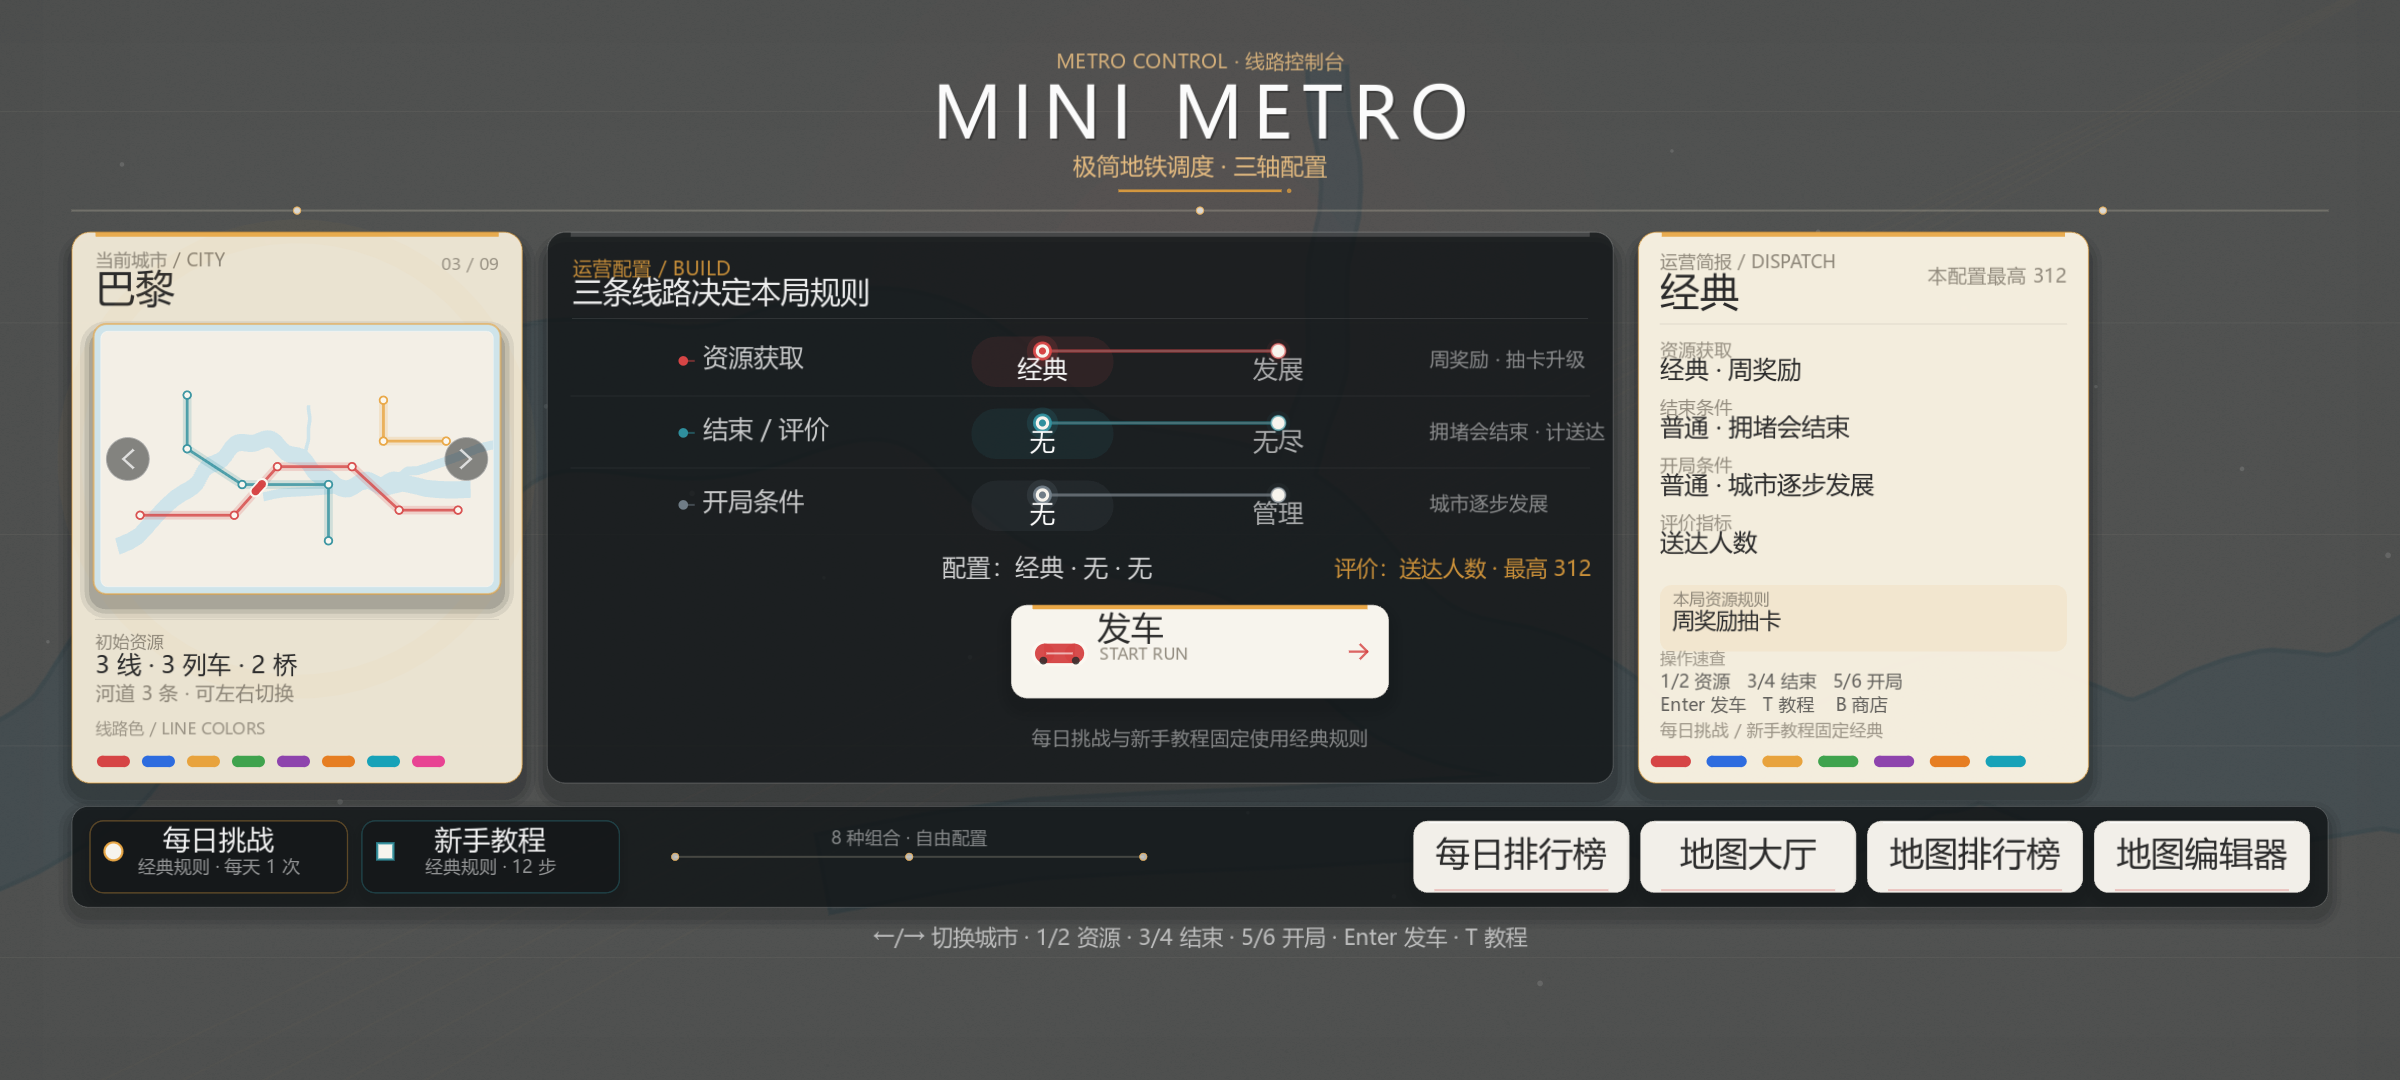 METRO CONTROL · 线路控制台
MINI METRO
极简地铁调度 · 三轴配置
当前城市 / CITY
03 / 09
巴黎
初始资源
3 线 · 3 列车 · 2 桥
河道 3 条 · 可左右切换
线路色 / LINE COLORS
运营配置 / BUILD
三条线路决定本局规则
资源获取
经典
发展
周奖励 · 抽卡升级
结束 / 评价
无
无尽
拥堵会结束 · 计送达
开局条件
无
管理
城市逐步发展
配置：经典 · 无 · 无
评价：送达人数 · 最高 312
发车
START RUN
每日挑战与新手教程固定使用经典规则
运营简报 / DISPATCH
本配置最高 312
经典
资源获取
经典 · 周奖励
结束条件
普通 · 拥堵会结束
开局条件
普通 · 城市逐步发展
评价指标
送达人数
本局资源规则
周奖励抽卡
操作速查
1/2 资源 3/4 结束 5/6 开局
Enter 发车 T 教程 B 商店
每日挑战 / 新手教程固定经典
每日挑战
经典规则 · 每天 1 次
新手教程
经典规则 · 12 步
8 种组合 · 自由配置
每日排行榜
地图大厅
地图排行榜
地图编辑器
←/→ 切换城市 · 1/2 资源 · 3/4 结束 · 5/6 开局 · Enter 发车 · T 教程